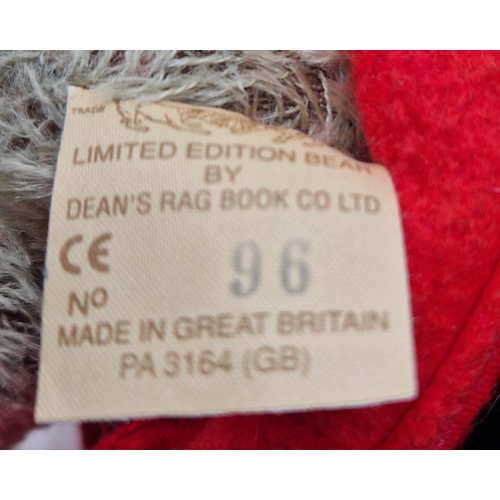 TRADE
LIMITED EDITION BEAR
BY
DEAN'S RAG BOOK CO LTD
CE
No 96
MADE IN GREAT BRITAIN
PA 3164 (GB)